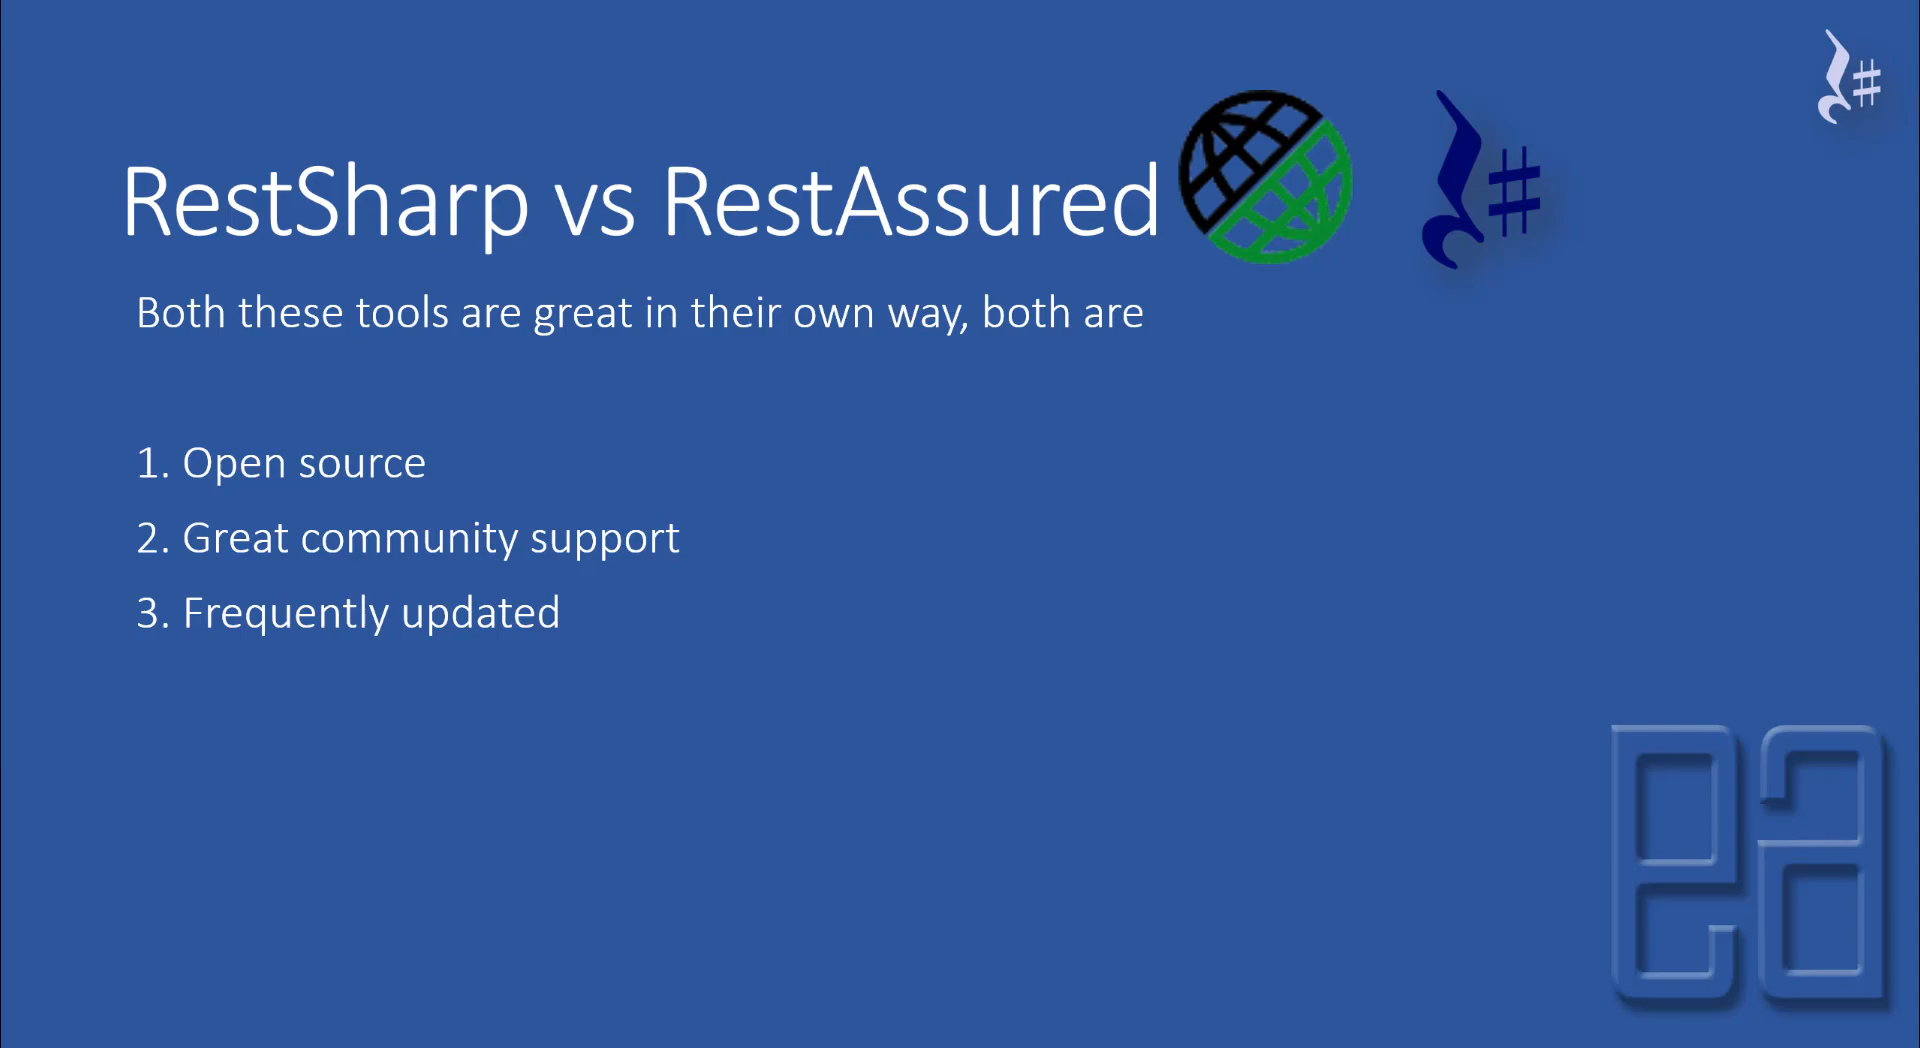 RestSharp vs RestAssured
Both these tools are great in their own way, both are
1. Open source
2. Great community support
3. Frequently updated
ea